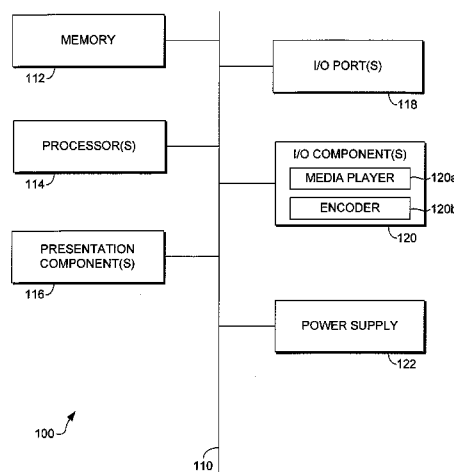 MEMORY
112
I/O PORT(S)
118
PROCESSOR(S)
114
I/O COMPONENT(S)
MEDIA PLAYER
120a
ENCODER
120b
120
PRESENTATION
COMPONENT(S)
116
POWER SUPPLY
122
100
110